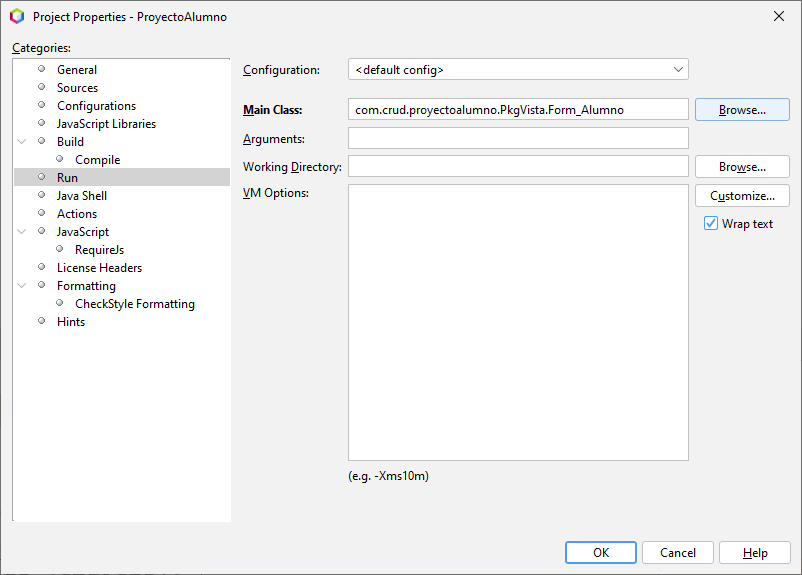 Project Properties - ProyectoAlumno
Categories:
General
Sources
Configurations
JavaScript Libraries
Build
Compile
Run
Java Shell
Actions
JavaScript
RequireJs
License Headers
Formatting
CheckStyle Formatting
Hints
Configuration: <default config>
Main Class: com.crud.proyectoalumno.PkgVista.Form_Alumno Browse...
Arguments:
Working Directory: Browse...
VM Options: Customize...
Wrap text
(e.g. -Xms10m)
OK Cancel Help